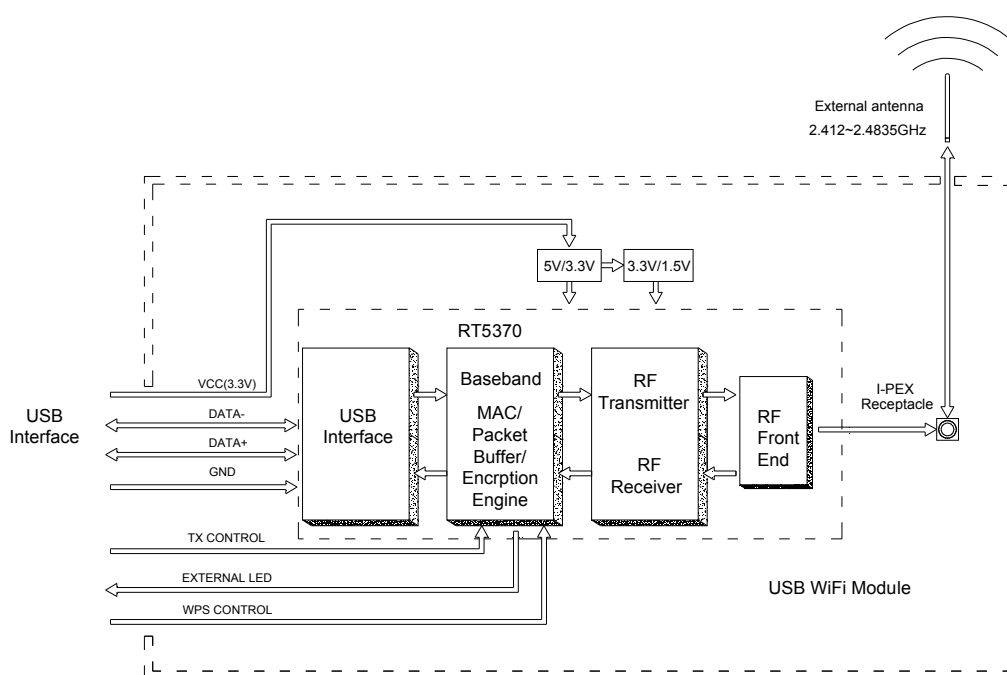 External antenna
2.412~2.4835GHz
5V/3.3V
3.3V/1.5V
RT5370
VCC(3.3V)
DATA-
DATA+
GND
USB
Interface
USB
Interface
Baseband
MAC/
Packet
Buffer/
Encrption
Engine
RF
Transmitter
RF
Receiver
RF
Front
End
I-PEX
Receptacle
TX CONTROL
EXTERNAL LED
WPS CONTROL
USB WiFi Module